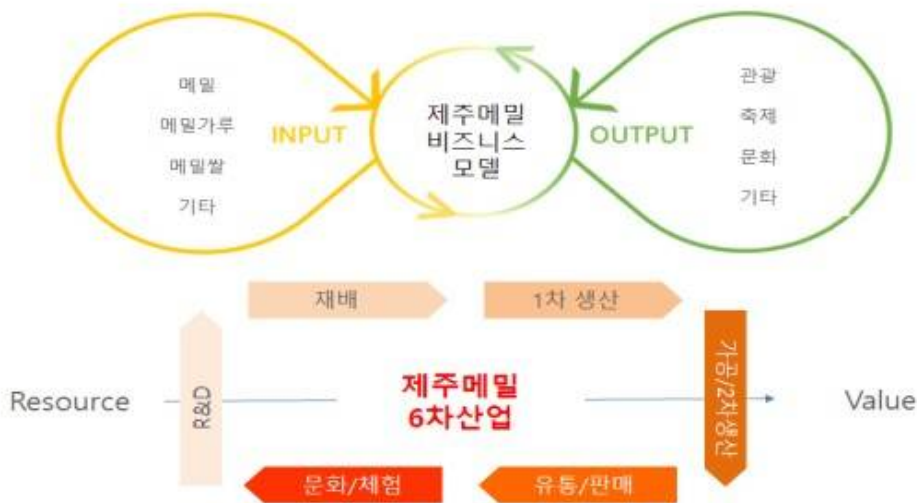 메밀
메밀가루
메밀쌀
기타
INPUT
제주메밀
비즈니스
모델
OUTPUT
관광
축제
문화
기타
재배
1차 생산
R&D
가공/2차생산
Resource
제주메밀
6차산업
Value
문화/체험
유통/판매